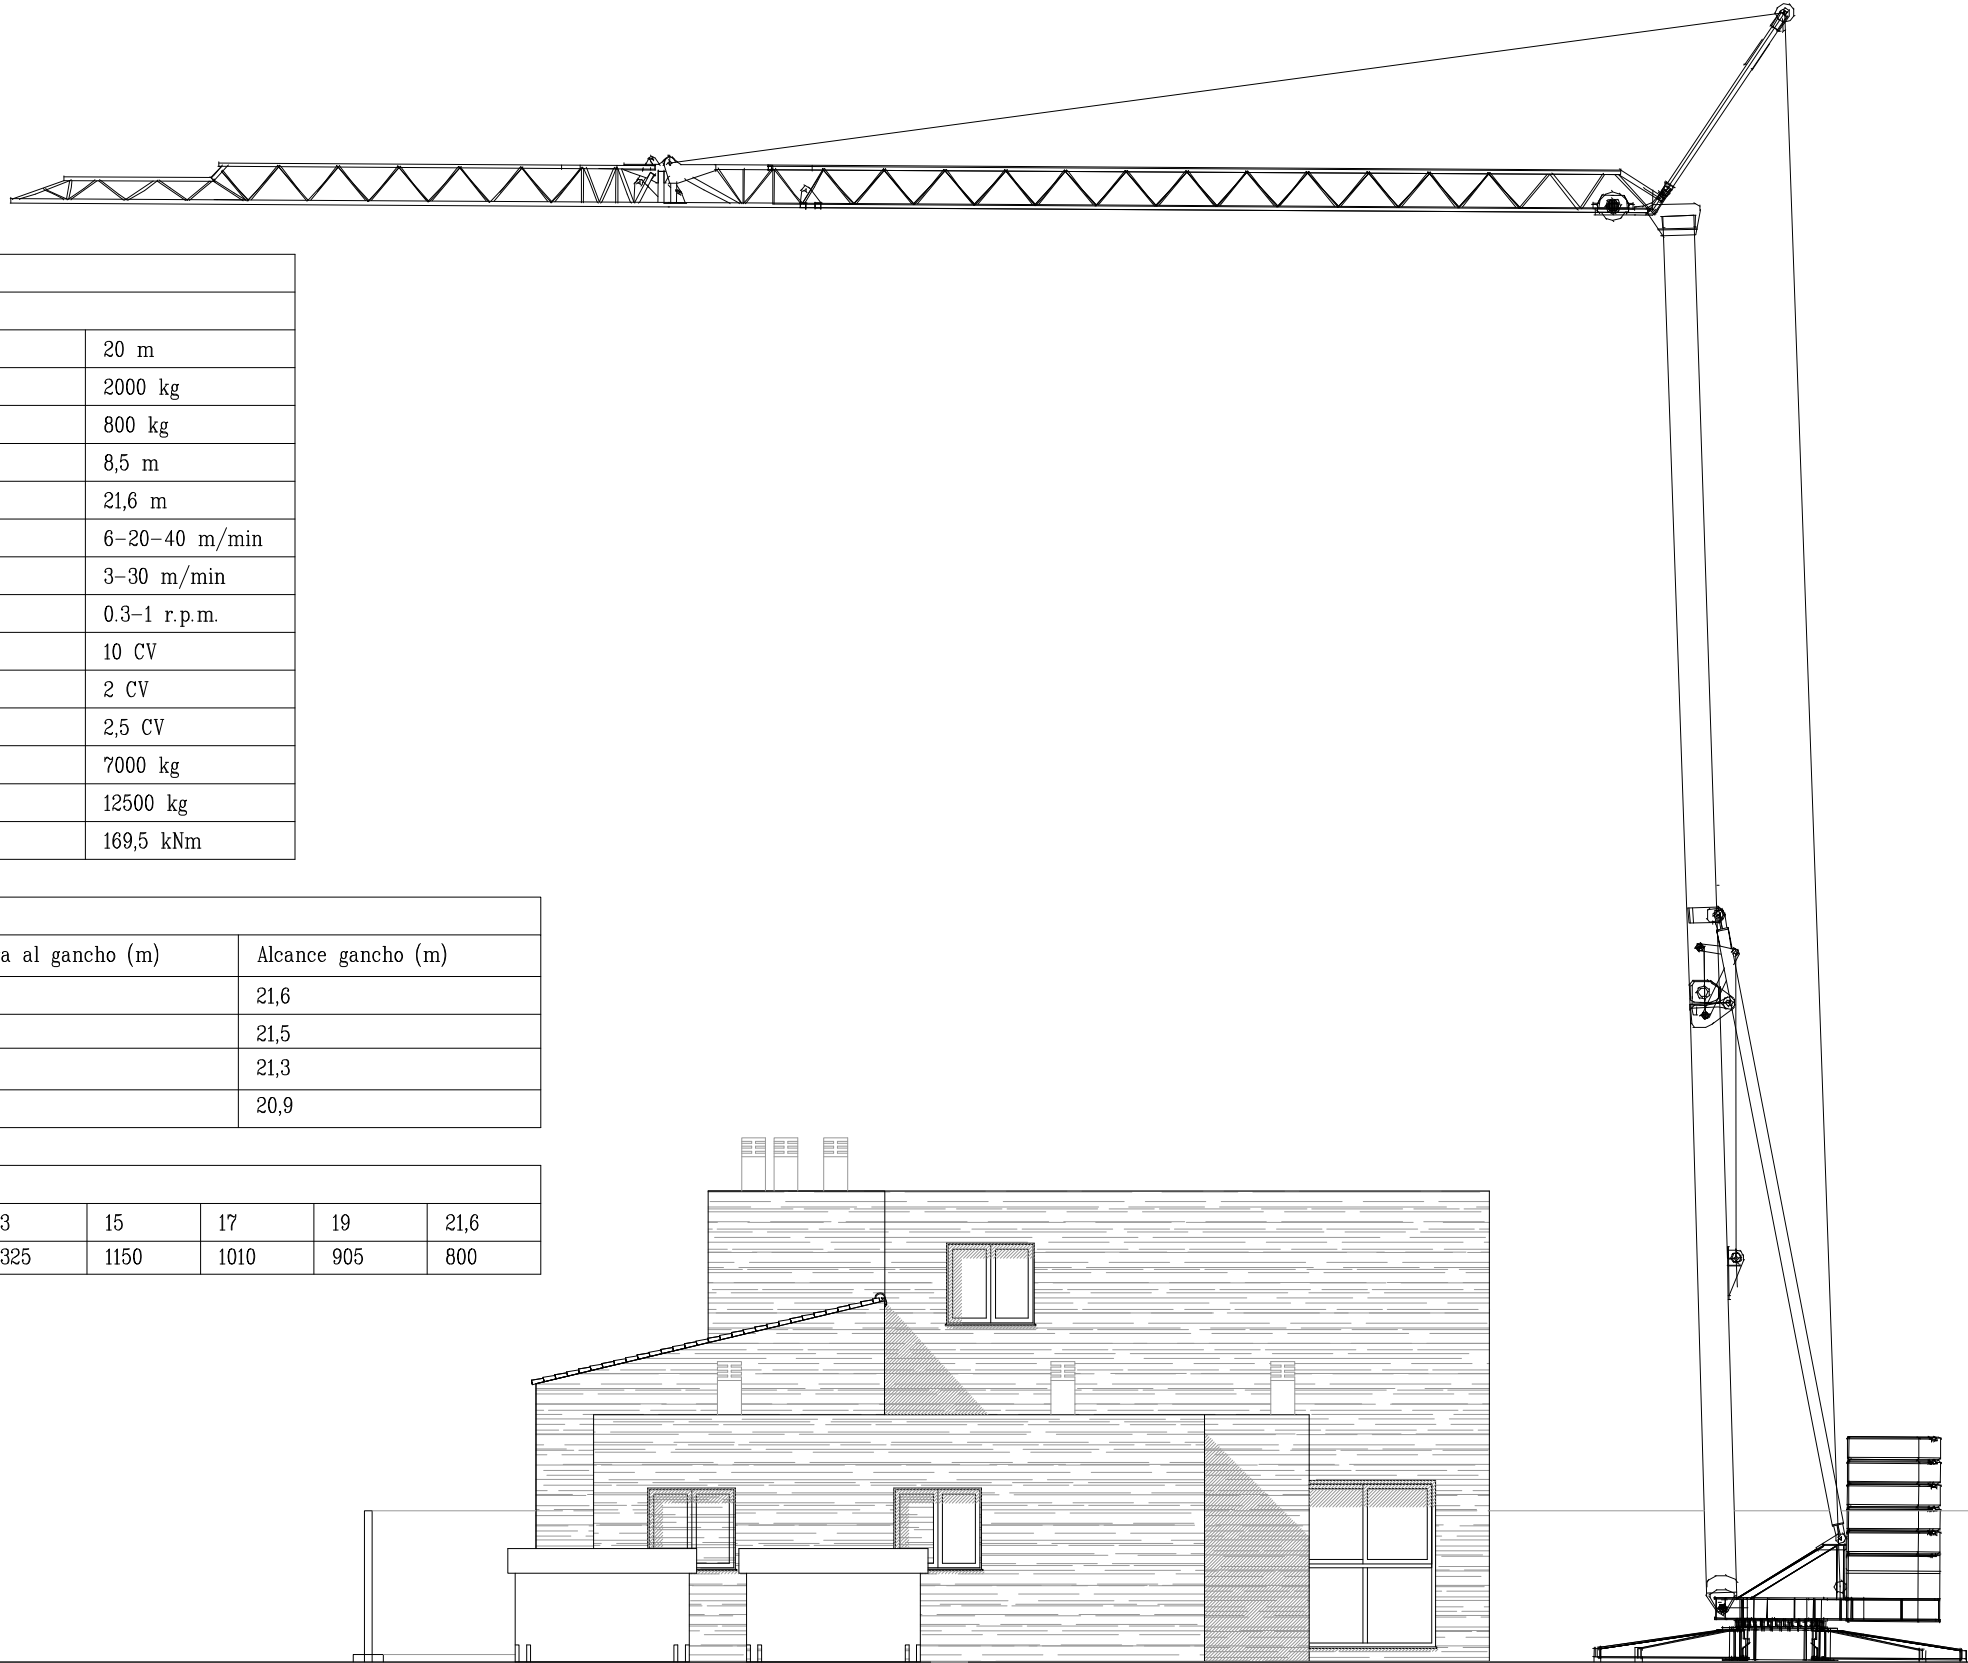 20 m
2000 kg
800 kg
8,5 m
21,6 m
6-20-40 m/min
3-30 m/min
0.3-1 r.p.m.
10 CV
2 CV
2,5 CV
7000 kg
12500 kg
169,5 kNm
a al gancho (m) Alcance gancho (m)
21,6
21,5
21,3
20,9
3 15 17 19 21,6
325 1150 1010 905 800